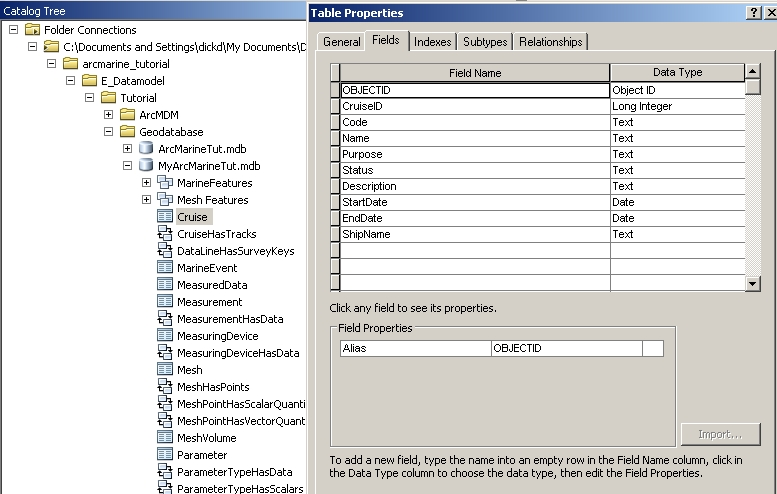 Catalog Tree
Folder Connections
C:\Documents and Settings\dickd\My Documents\D
arcmarine_tutorial
E_Datamodel
Tutorial
ArcMDM
Geodatabase
ArcMarineTut.mdb
MyArcMarineTut.mdb
MarineFeatures
Mesh Features
Cruise
CruiseHasTracks
DataLineHasSurveyKeys
MarineEvent
MeasuredData
Measurement
MeasurementHasData
MeasuringDevice
MeasuringDeviceHasData
Mesh
MeshHasPoints
MeshPointHasScalarQuanti
MeshPointHasVectorQuant
MeshVolume
Parameter
ParameterTypeHasData
ParameterTypeHasScalars
Table Properties
General Fields Indexes Subtypes Relationships
Field Name Data Type
OBJECTID Object ID
CruiseID Long Integer
Code Text
Name Text
Purpose Text
Status Text
Description Text
StartDate Date
EndDate Date
ShipName Text
Click any field to see its properties.
Field Properties
Alias OBJECTID
Import...
To add a new field, type the name into an empty row in the Field Name column, click in
the Data Type column to choose the data type, then edit the Field Properties.